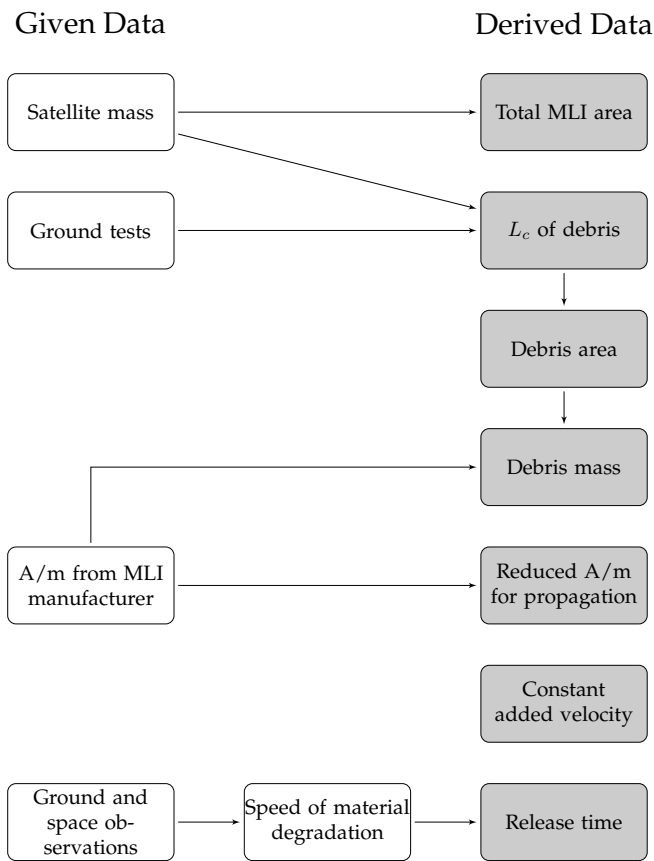 Given Data
Derived Data
Satellite mass
Total MLI area
Ground tests
L_c of debris
Debris area
Debris mass
A/m from MLI
manufacturer
Reduced A/m
for propagation
Constant
added velocity
Ground and
space ob-
servations
Speed of material
degradation
Release time